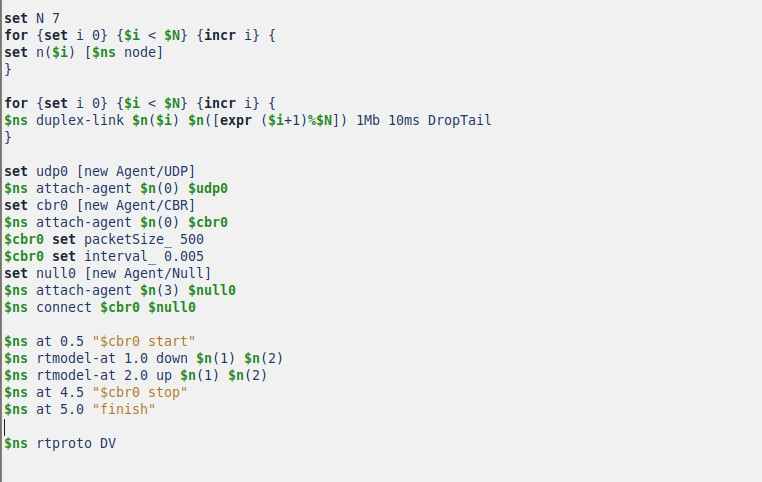 set N 7
for {set i 0} {$i < $N} {incr i} {
set n($i) [$ns node]
}
for {set i 0} {$i < $N} {incr i} {
$ns duplex-link $n($i) $n([expr ($i+1)%$N]) 1Mb 10ms DropTail
}
set udp0 [new Agent/UDP]
$ns attach-agent $n(0) $udp0
set cbr0 [new Agent/CBR]
$ns attach-agent $n(0) $cbr0
$cbr0 set packetSize_ 500
$cbr0 set interval_ 0.005
set null0 [new Agent/Null]
$ns attach-agent $n(3) $null0
$ns connect $cbr0 $null0
$ns at 0.5 "$cbr0 start"
$ns rtmodel-at 1.0 down $n(1) $n(2)
$ns rtmodel-at 2.0 up $n(1) $n(2)
$ns at 4.5 "$cbr0 stop"
$ns at 5.0 "finish"
$ns rtproto DV